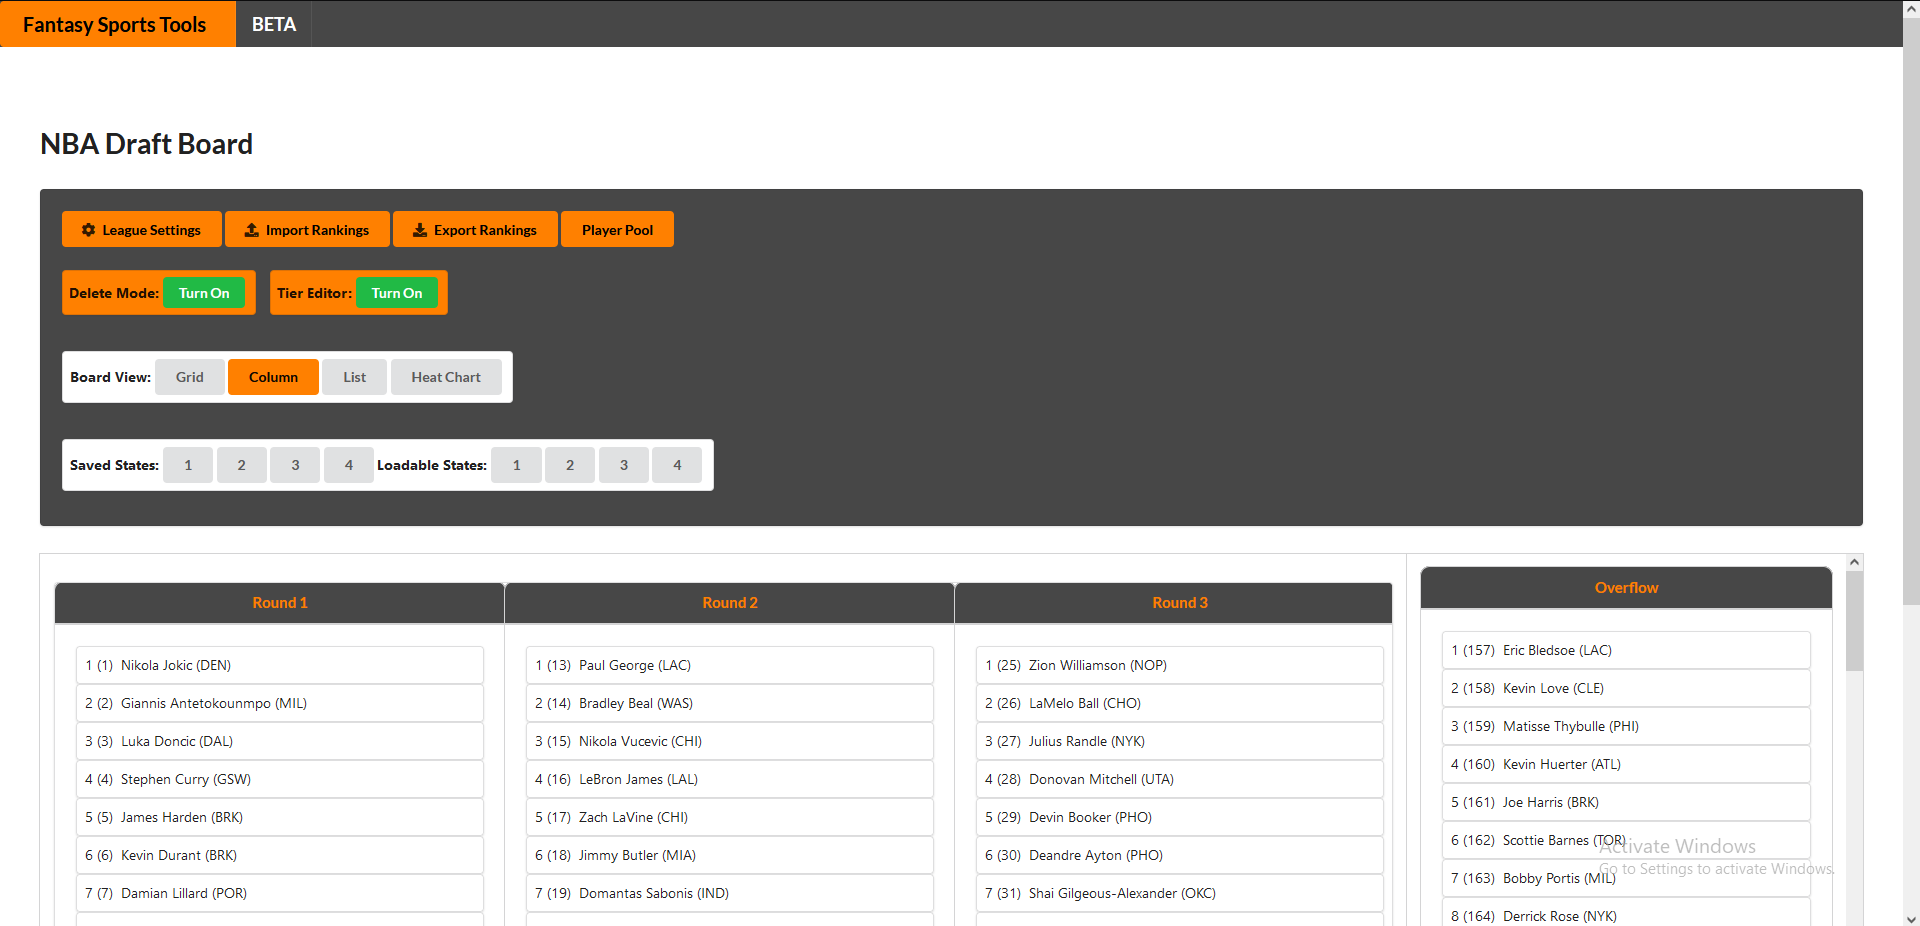 Fantasy Sports Tools BETA
NBA Draft Board
League Settings Import Rankings Export Rankings Player Pool
Delete Mode: Turn On Tier Editor: Turn On
Board View: Grid Column List Heat Chart
Saved States: 1 2 3 4 Loadable States: 1 2 3 4
Round 1
1 (1) Nikola Jokic (DEN)
2 (2) Giannis Antetokounmpo (MIL)
3 (3) Luka Doncic (DAL)
4 (4) Stephen Curry (GSW)
5 (5) James Harden (BRK)
6 (6) Kevin Durant (BRK)
7 (7) Damian Lillard (POR)
Round 2
1 (13) Paul George (LAC)
2 (14) Bradley Beal (WAS)
3 (15) Nikola Vucevic (CHI)
4 (16) LeBron James (LAL)
5 (17) Zach LaVine (CHI)
6 (18) Jimmy Butler (MIA)
7 (19) Domantas Sabonis (IND)
Round 3
1 (25) Zion Williamson (NOP)
2 (26) LaMelo Ball (CHO)
3 (27) Julius Randle (NYK)
4 (28) Donovan Mitchell (UTA)
5 (29) Devin Booker (PHO)
6 (30) Deandre Ayton (PHO)
7 (31) Shai Gilgeous-Alexander (OKC)
Overflow
1 (157) Eric Bledsoe (LAC)
2 (158) Kevin Love (CLE)
3 (159) Matisse Thybulle (PHI)
4 (160) Kevin Huerter (ATL)
5 (161) Joe Harris (BRK)
6 (162) Scottie Barnes (TOR)
7 (163) Bobby Portis (MIL)
8 (164) Derrick Rose (NYK)
Activate Windows
Go to Settings to activate Windows.